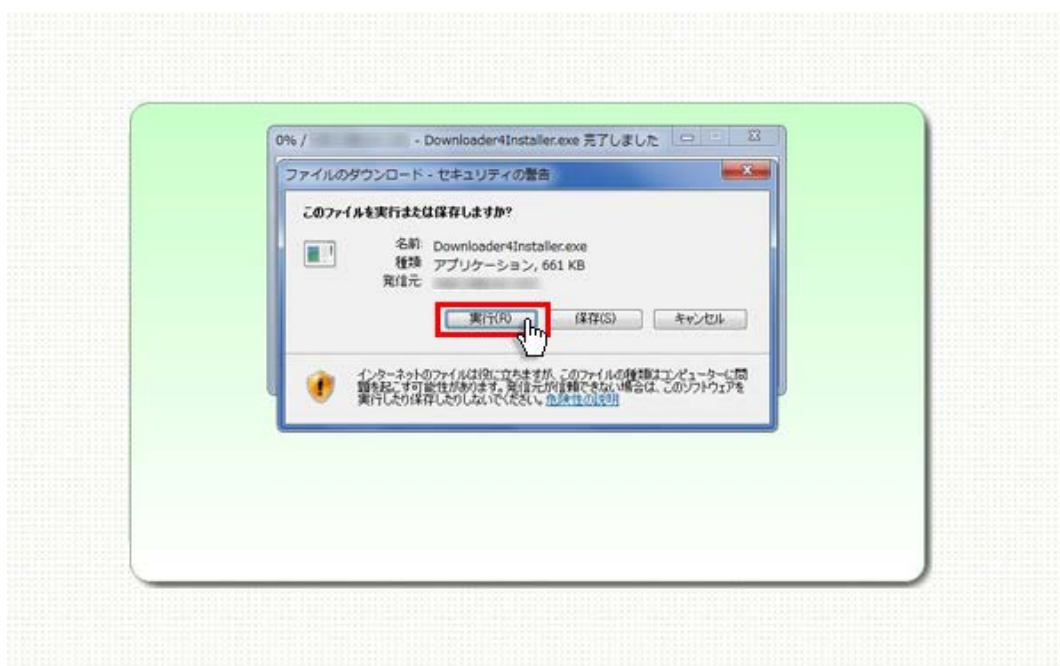 0% / - Downloader4Installer.exe 完了しました
ファイルのダウンロード - セキュリティの警告
このファイルを実行または保存しますか?
名前: Downloader4Installer.exe
種類: アプリケーション, 661 KB
発信元:
実行(R) 保存(S) キャンセル
インターネットのファイルは役に立ちますが、このファイルの種類はコンピューターに問
題を起こす可能性があります。発信元が信頼できない場合は、このソフトウェアを
実行したり保存したりしないでください。危険性の説明